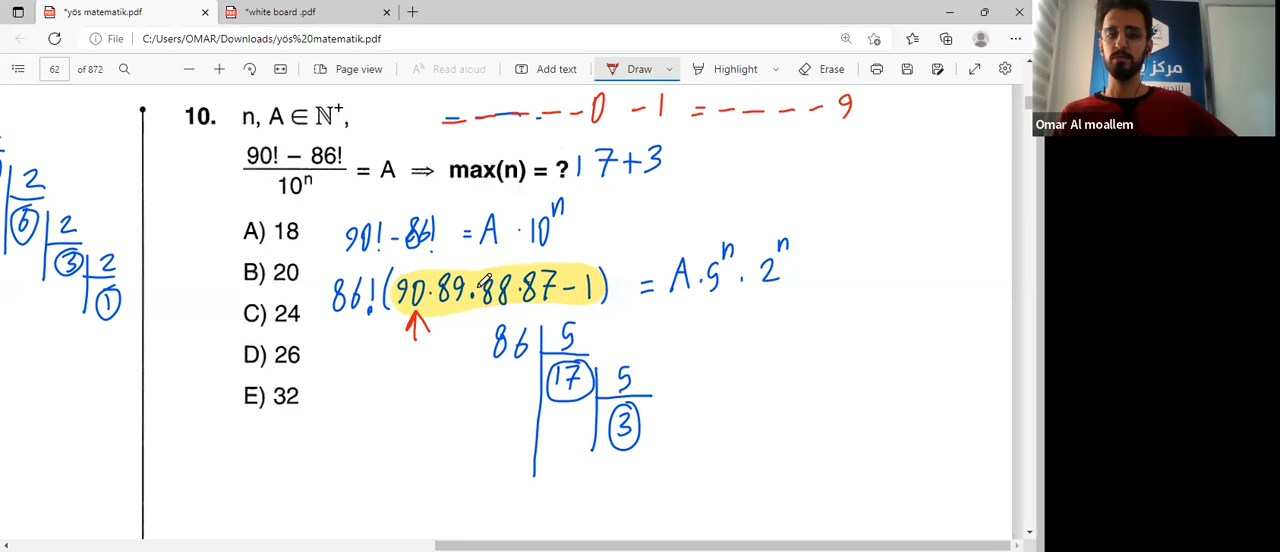 *yös matematik.pdf
*white board .pdf
File C:/Users/OMAR/Downloads/yös%20matematik.pdf
62 of 872 Page view Read aloud Add text Draw Highlight Erase
مركز
Omar Al moallem
10. n, A ∈ ℕ⁺,
= - - - - - 0 - 1 = - - - - - 9
(90! − 86!)/10ⁿ = A ⇒ max(n) = ? 17+3
A) 18
90! - 86! = A · 10ⁿ
B) 20
86! (90·89·88·87-1) = A·5ⁿ·2ⁿ
C) 24
D) 26
E) 32
86 5
17 5
3
2
6 2
3 2
1